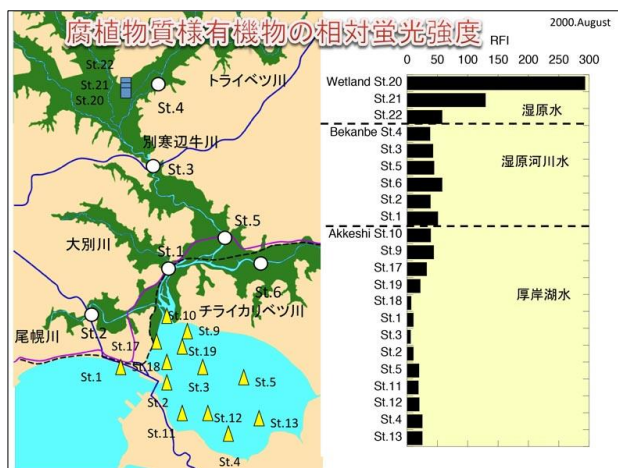 腐植物質様有機物の相対蛍光強度
2000.August
St.22
St.21
St.20
St.4
トライベツ川
別寒辺牛川
St.3
St.5
大別川
St.1
St.6
チライカリベツ川
St.2
尾幌川
St.10
St.9
St.17
St.19
St.18
St.1
St.3
St.5
St.2
St.12
St.13
St.11
St.4
RFI
0 50 100 150 200 250 300
Wetland St.20
St.21
St.22
湿原水
Bekanbe St.4
St.3
St.5
St.6
St.2
St.1
湿原河川水
Akkeshi St.10
St.9
St.17
St.19
St.18
St.1
St.3
St.2
St.5
St.11
St.12
St.4
St.13
厚岸湖水